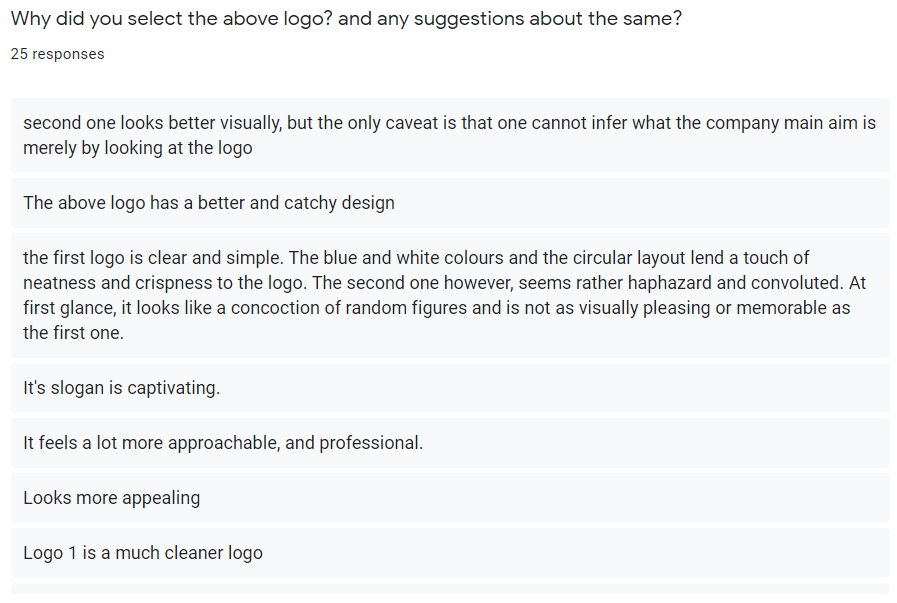 Why did you select the above logo? and any suggestions about the same?
25 responses
second one looks better visually, but the only caveat is that one cannot infer what the company main aim is
merely by looking at the logo
The above logo has a better and catchy design
the first logo is clear and simple. The blue and white colours and the circular layout lend a touch of
neatness and crispness to the logo. The second one however, seems rather haphazard and convoluted. At
first glance, it looks like a concoction of random figures and is not as visually pleasing or memorable as
the first one.
It's slogan is captivating.
It feels a lot more approachable, and professional.
Looks more appealing
Logo 1 is a much cleaner logo